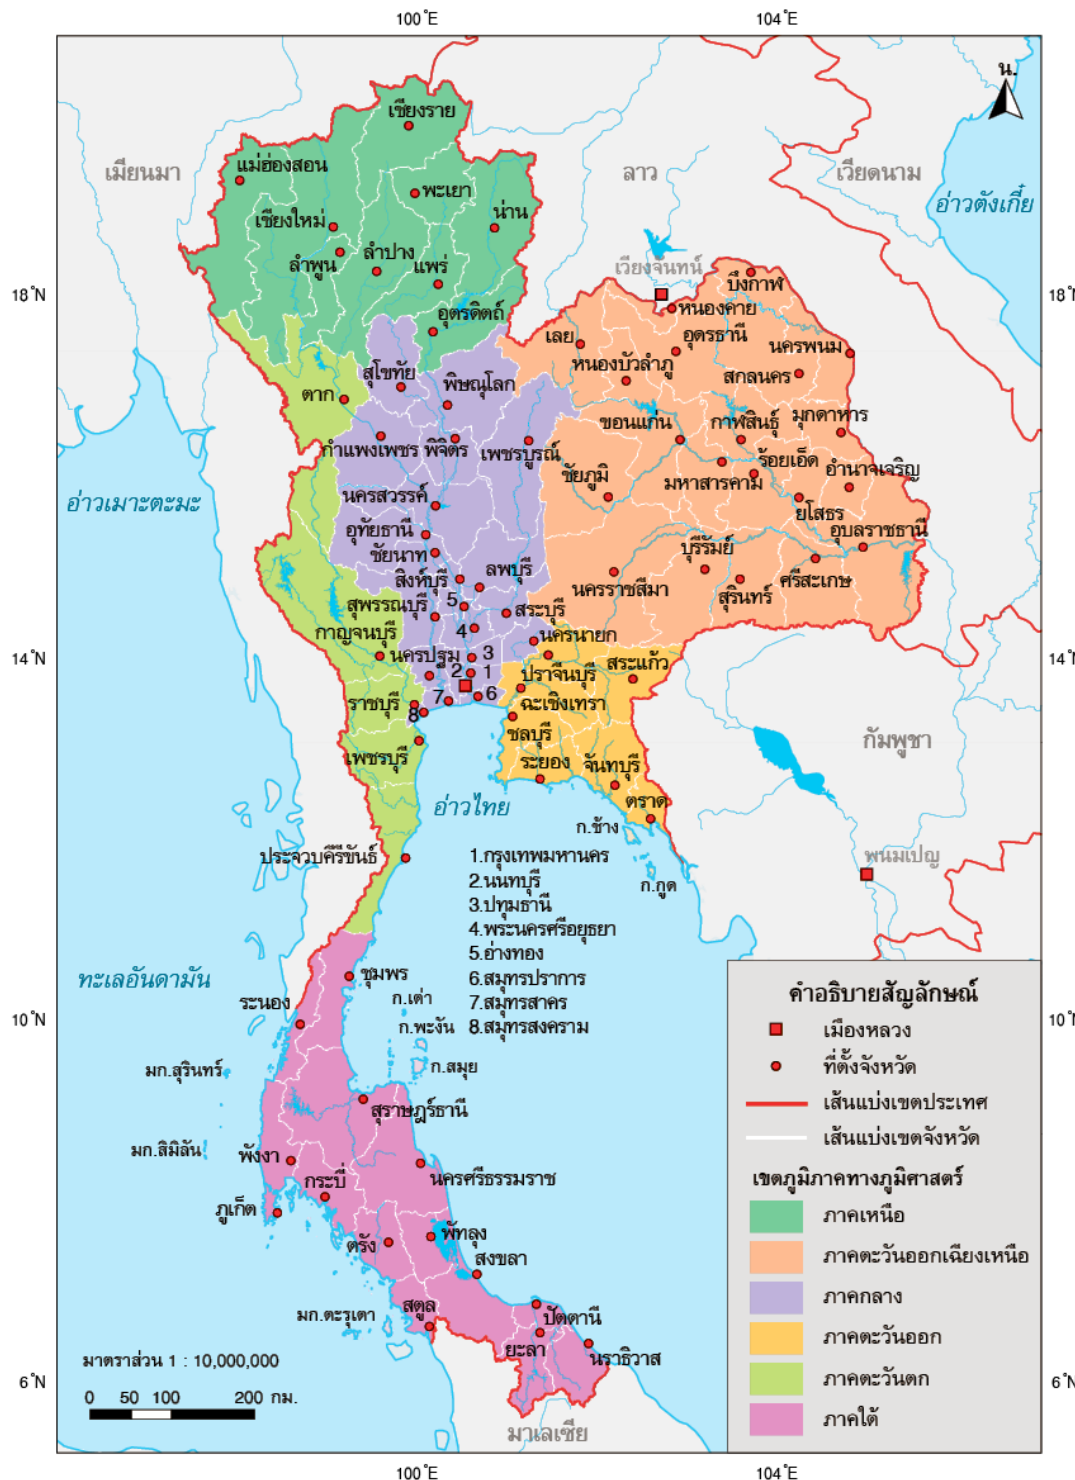 100°E
104°E
น.
เชียงราย
เมียนมา
แม่ฮ่องสอน
ลาว
เวียดนาม
พะเยา
อ่าวตังเกี๋ย
น่าน
เชียงใหม่
ลำปาง
ลำพูน
แพร่
เวียงจันทน์
บึงกาฬ
18°N
18°N
หนองคาย
อุตรดิตถ์
เลย
อุดรธานี
นครพนม
หนองบัวลำภู
สกลนคร
สุโขทัย
พิษณุโลก
ตาก
มุกดาหาร
ขอนแก่น
กาฬสินธุ์
กำแพงเพชร
พิจิตร
เพชรบูรณ์
ร้อยเอ็ด
อำนาจเจริญ
ชัยภูมิ
มหาสารคาม
อ่าวเมาะตะมะ
นครสวรรค์
ยโสธร
อุทัยธานี
อุบลราชธานี
ชัยนาท
บุรีรัมย์
สิงห์บุรี
ลพบุรี
นครราชสีมา
ศรีสะเกษ
สุรินทร์
สุพรรณบุรี
5
สระบุรี
กาญจนบุรี
4
นครนายก
14°N
14°N
นครปฐม
3
สระแก้ว
2
1
ปราจีนบุรี
ราชบุรี
7
6
ฉะเชิงเทรา
8
ชลบุรี
กัมพูชา
เพชรบุรี
ระยอง
จันทบุรี
อ่าวไทย
ตราด
ก.ช้าง
ประจวบคีรีขันธ์
พนมเปญ
ก.กูด
1.กรุงเทพมหานคร
2.นนทบุรี
3.ปทุมธานี
4.พระนครศรีอยุธยา
5.อ่างทอง
6.สมุทรปราการ
7.สมุทรสาคร
8.สมุทรสงคราม
ทะเลอันดามัน
ชุมพร
ระนอง
ก.เต่า
10°N
10°N
ก.พะงัน
มก.สุรินทร์
ก.สมุย
สุราษฎร์ธานี
มก.สิมิลัน
พังงา
นครศรีธรรมราช
กระบี่
ภูเก็ต
ตรัง
พัทลุง
สงขลา
มก.ตะรุเตา
สตูล
ปัตตานี
ยะลา
นราธิวาส
มาเลเซีย
6°N
6°N
มาตราส่วน 1 : 10,000,000
0 50 100 200 กม.
คำอธิบายสัญลักษณ์
เมืองหลวง
ที่ตั้งจังหวัด
เส้นแบ่งเขตประเทศ
เส้นแบ่งเขตจังหวัด
เขตภูมิภาคทางภูมิศาสตร์
ภาคเหนือ
ภาคตะวันออกเฉียงเหนือ
ภาคกลาง
ภาคตะวันออก
ภาคตะวันตก
ภาคใต้
100°E
104°E